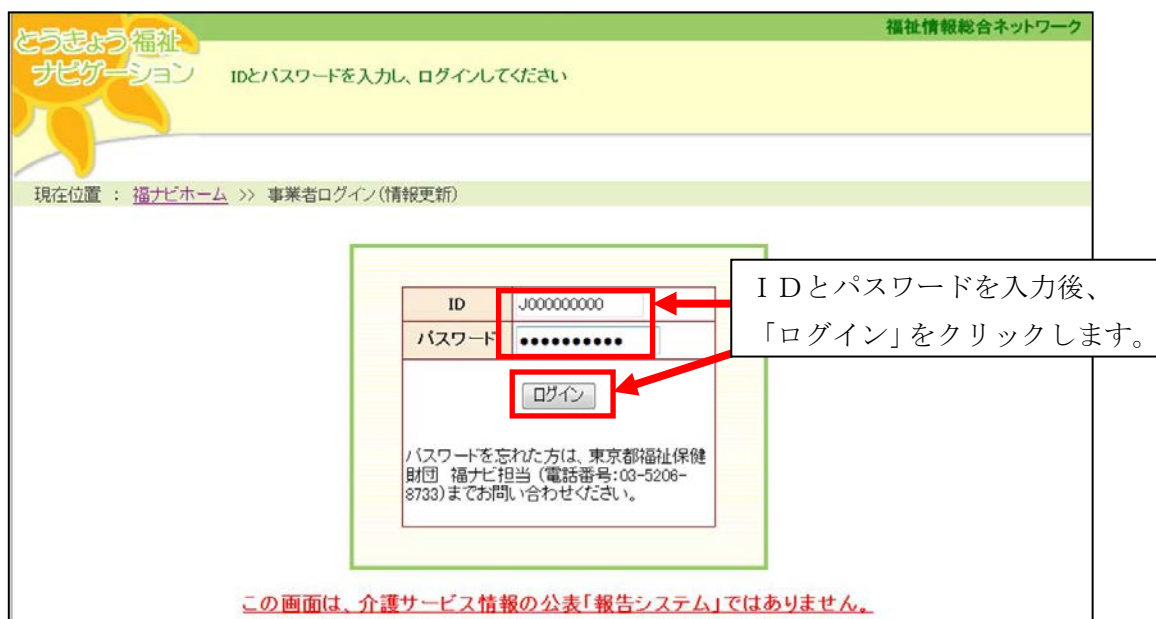 福祉情報総合ネットワーク
とうきょう福祉
ナビゲーション
IDとパスワードを入力し、ログインしてください
現在位置 : 福ナビホーム >> 事業者ログイン(情報更新)
ID J000000000
パスワード ●●●●●●●●●●
ログイン
パスワードを忘れた方は、東京都福祉保健
財団 福ナビ担当 (電話番号:03-5206-
8733)までお問い合わせください。
IDとパスワードを入力後、
「ログイン」をクリックします。
この画面は、介護サービス情報の公表「報告システム」ではありません。